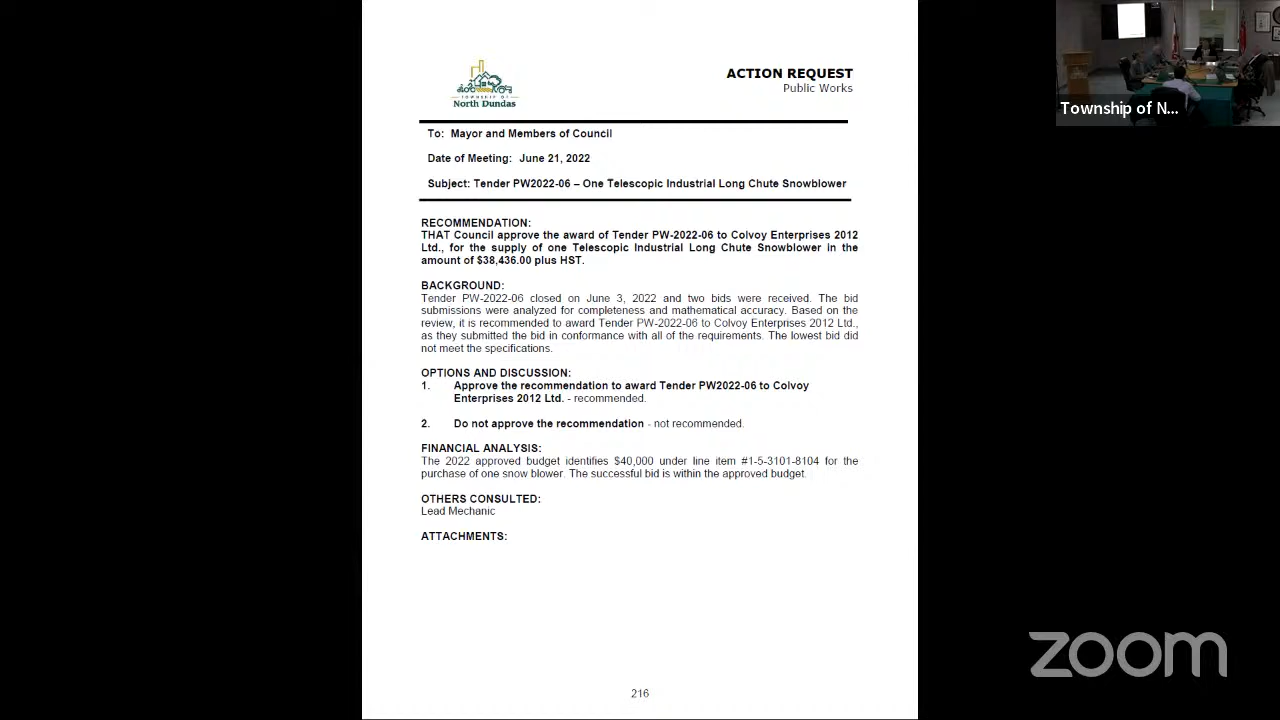 ACTION REQUEST
Public Works
TOWNSHIP OF
North Dundas
To: Mayor and Members of Council
Date of Meeting: June 21, 2022
Subject: Tender PW2022-06 – One Telescopic Industrial Long Chute Snowblower
RECOMMENDATION:
THAT Council approve the award of Tender PW-2022-06 to Colvoy Enterprises 2012
Ltd., for the supply of one Telescopic Industrial Long Chute Snowblower in the
amount of $38,436.00 plus HST.
BACKGROUND:
Tender PW-2022-06 closed on June 3, 2022 and two bids were received. The bid
submissions were analyzed for completeness and mathematical accuracy. Based on the
review, it is recommended to award Tender PW-2022-06 to Colvoy Enterprises 2012 Ltd.,
as they submitted the bid in conformance with all of the requirements. The lowest bid did
not meet the specifications.
OPTIONS AND DISCUSSION:
1. Approve the recommendation to award Tender PW2022-06 to Colvoy
Enterprises 2012 Ltd. - recommended.
2. Do not approve the recommendation - not recommended.
FINANCIAL ANALYSIS:
The 2022 approved budget identifies $40,000 under line item #1-5-3101-8104 for the
purchase of one snow blower. The successful bid is within the approved budget.
OTHERS CONSULTED:
Lead Mechanic
ATTACHMENTS:
216
Township of N...
zoom